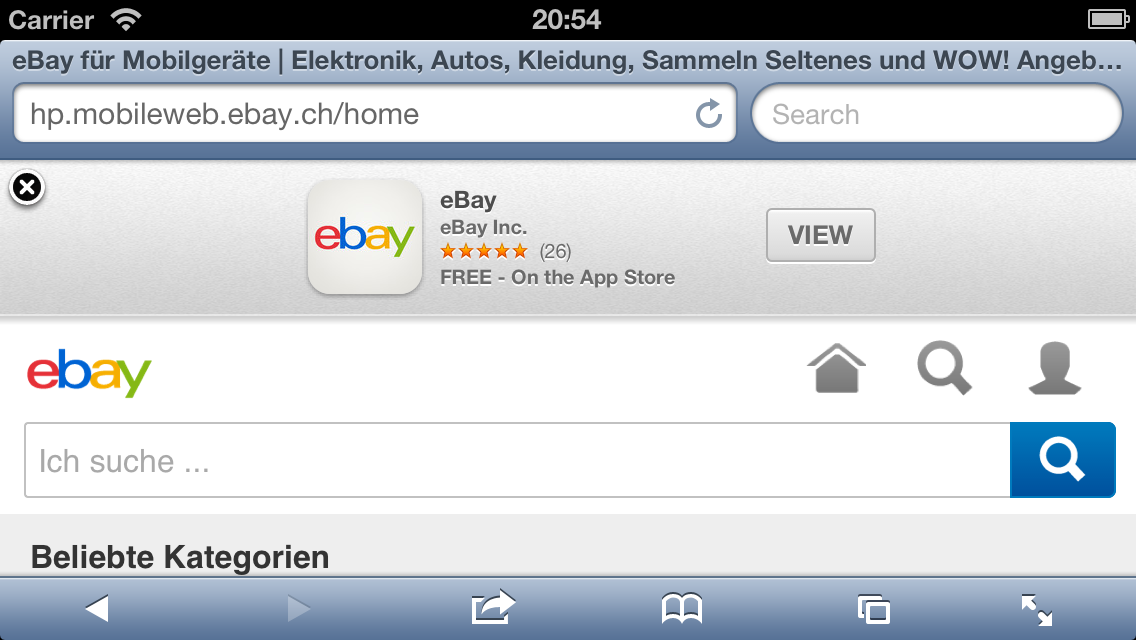 Carrier 20:54
eBay für Mobilgeräte | Elektronik, Autos, Kleidung, Sammeln Seltenes und WOW! Angeb...
hp.mobileweb.ebay.ch/home Search
ebay
eBay
eBay Inc.
(26)
FREE - On the App Store
VIEW
ebay
Ich suche ...
Beliebte Kategorien